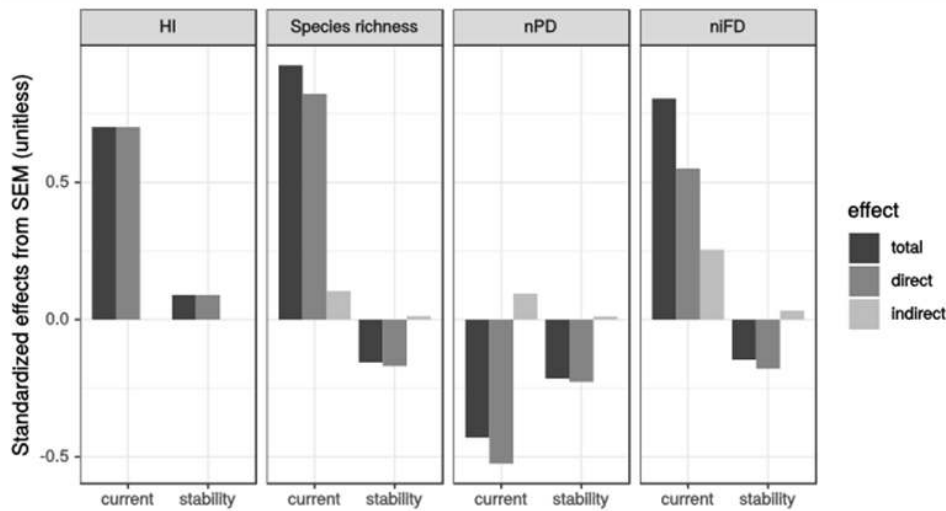 HI
Species richness
nPD
niFD
Standardized effects from SEM (unitless)
0.5
0.0
-0.5
current stability
current stability
current stability
current stability
effect
total
direct
indirect